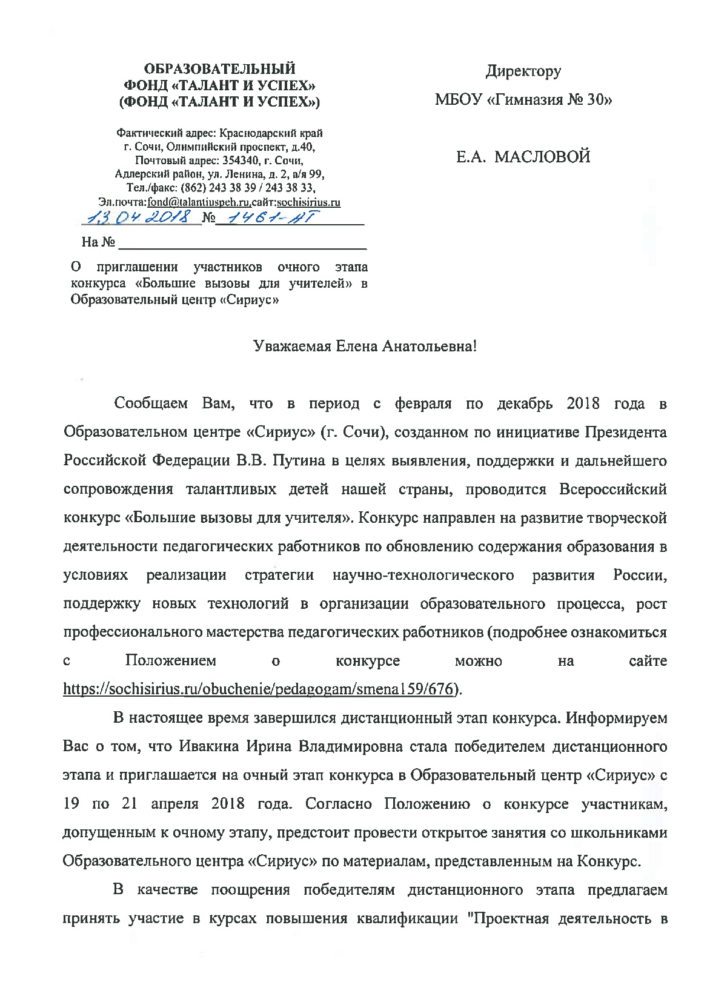 ОБРАЗОВАТЕЛЬНЫЙ
ФОНД «ТАЛАНТ И УСПЕХ»
(ФОНД «ТАЛАНТ И УСПЕХ»)
Фактический адрес: Краснодарский край
г. Сочи, Олимпийский проспект, д.40,
Почтовый адрес: 354340, г. Сочи,
Адлерский район, ул. Ленина, д. 2, а/я 99,
Тел./факс: (862) 243 38 39 / 243 38 33,
Эл.почта:fond@talantiuspeh.ru,сайт:sochisirius.ru
13.04.2018 № 1461-НТ
На №
О приглашении участников очного этапа
конкурса «Большие вызовы для учителей» в
Образовательный центр «Сириус»
Директору
МБОУ «Гимназия № 30»
Е.А. МАСЛОВОЙ
Уважаемая Елена Анатольевна!
Сообщаем Вам, что в период с февраля по декабрь 2018 года в
Образовательном центре «Сириус» (г. Сочи), созданном по инициативе Президента
Российской Федерации В.В. Путина в целях выявления, поддержки и дальнейшего
сопровождения талантливых детей нашей страны, проводится Всероссийский
конкурс «Большие вызовы для учителя». Конкурс направлен на развитие творческой
деятельности педагогических работников по обновлению содержания образования в
условиях реализации стратегии научно-технологического развития России,
поддержку новых технологий в организации образовательного процесса, рост
профессионального мастерства педагогических работников (подробнее ознакомиться
с Положением о конкурсе можно на сайте
https://sochisirius.ru/obuchenie/pedagogam/smena159/676).
В настоящее время завершился дистанционный этап конкурса. Информируем
Вас о том, что Ивакина Ирина Владимировна стала победителем дистанционного
этапа и приглашается на очный этап конкурса в Образовательный центр «Сириус» с
19 по 21 апреля 2018 года. Согласно Положению о конкурсе участникам,
допущенным к очному этапу, предстоит провести открытое занятия со школьниками
Образовательного центра «Сириус» по материалам, представленным на Конкурс.
В качестве поощрения победителям дистанционного этапа предлагаем
принять участие в курсах повышения квалификации "Проектная деятельность в